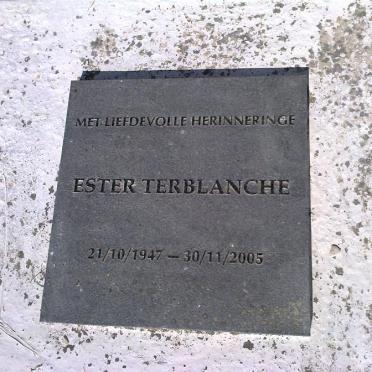 MET LIEFDEVOLLE HERINNERINGE
ESTER TERBLANCHE
21/10/1947 — 30/11/2005